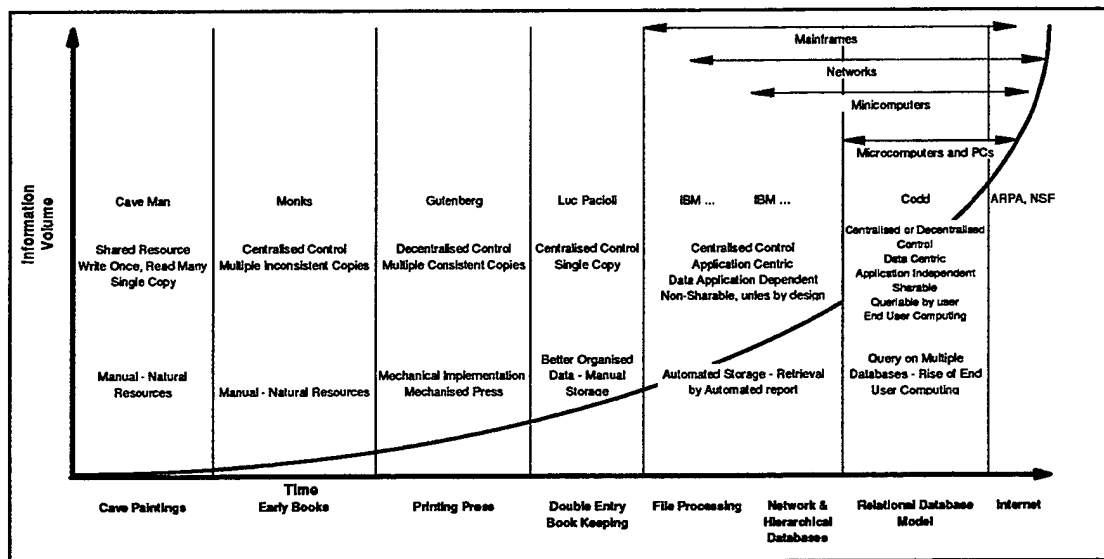 Mainframes
Networks
Minicomputers
Microcomputers and PCs
Information
Volume
Cave Man
Monks
Gutenberg
Luc Pacioli
IBM ...
IBM ...
Codd
ARPA, NSF
Shared Resource
Write Once, Read Many
Single Copy
Centralised Control
Multiple Inconsistent Copies
Decentralised Control
Multiple Consistent Copies
Centralised Control
Single Copy
Centralised Control
Application Centric
Data Application Dependent
Non-Sharable, unles by design
Centralised or Decentralised
Control
Data Centric
Application Independent
Sharable
Queriable by user
End User Computing
Manual - Natural
Resources
Manual - Natural Resources
Mechanical Implementation
Mechanised Press
Better Organised
Data - Manual
Storage
Automated Storage - Retrieval
by Automated report
Query on Multiple
Databases - Rise of End
User Computing
Time
Cave Paintings
Early Books
Printing Press
Double Entry
Book Keeping
File Processing
Network &
Hierarchical
Databases
Relational Database
Model
Internet